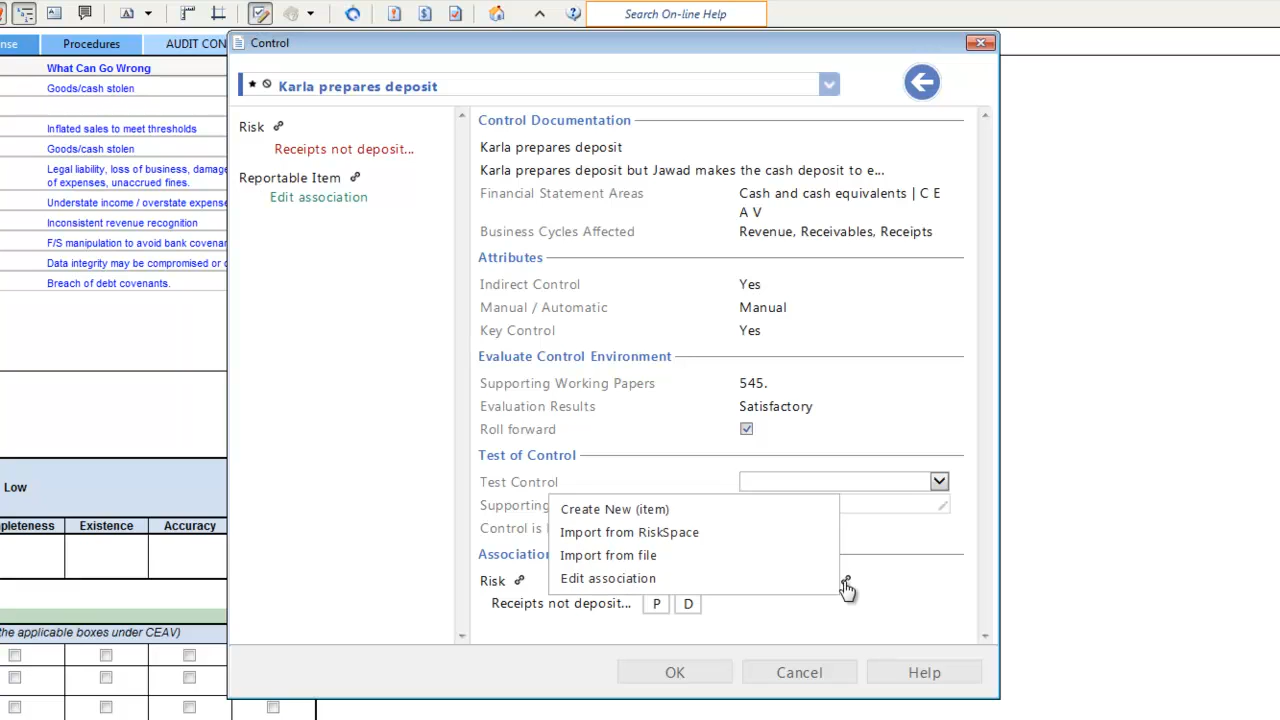 Search On-line Help
nse
Procedures
AUDIT CON
What Can Go Wrong
Goods/cash stolen
Inflated sales to meet thresholds
Goods/cash stolen
Legal liability, loss of business, damage
of expenses, unaccrued fines.
Understate income / overstate expense
Inconsistent revenue recognition
F/S manipulation to avoid bank covenan
Data integrity may be compromised or c
Breach of debt covenants.
Low
pleteness
Existence
Accuracy
the applicable boxes under CEAV)
Control
Karla prepares deposit
Risk
Receipts not deposit...
Reportable Item
Edit association
Control Documentation
Karla prepares deposit
Karla prepares deposit but Jawad makes the cash deposit to e...
Financial Statement Areas Cash and cash equivalents | C E
A V
Business Cycles Affected Revenue, Receivables, Receipts
Attributes
Indirect Control Yes
Manual / Automatic Manual
Key Control Yes
Evaluate Control Environment
Supporting Working Papers 545.
Evaluation Results Satisfactory
Roll forward
Test of Control
Test Control
Supporting
Control is
Association
Create New (item)
Import from RiskSpace
Import from file
Edit association
Risk
Receipts not deposit... P D
OK Cancel Help